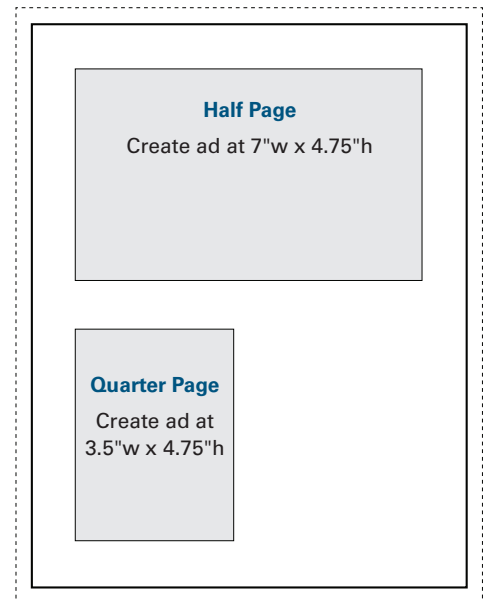 Half Page
Create ad at 7"w x 4.75"h
Quarter Page
Create ad at
3.5"w x 4.75"h